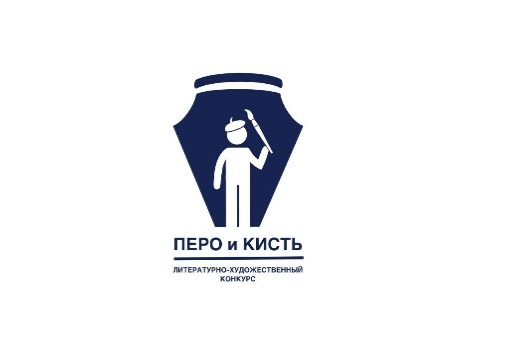 ПЕРО и КИСТЬ
ЛИТЕРАТУРНО-ХУДОЖЕСТВЕННЫЙ
КОНКУРС